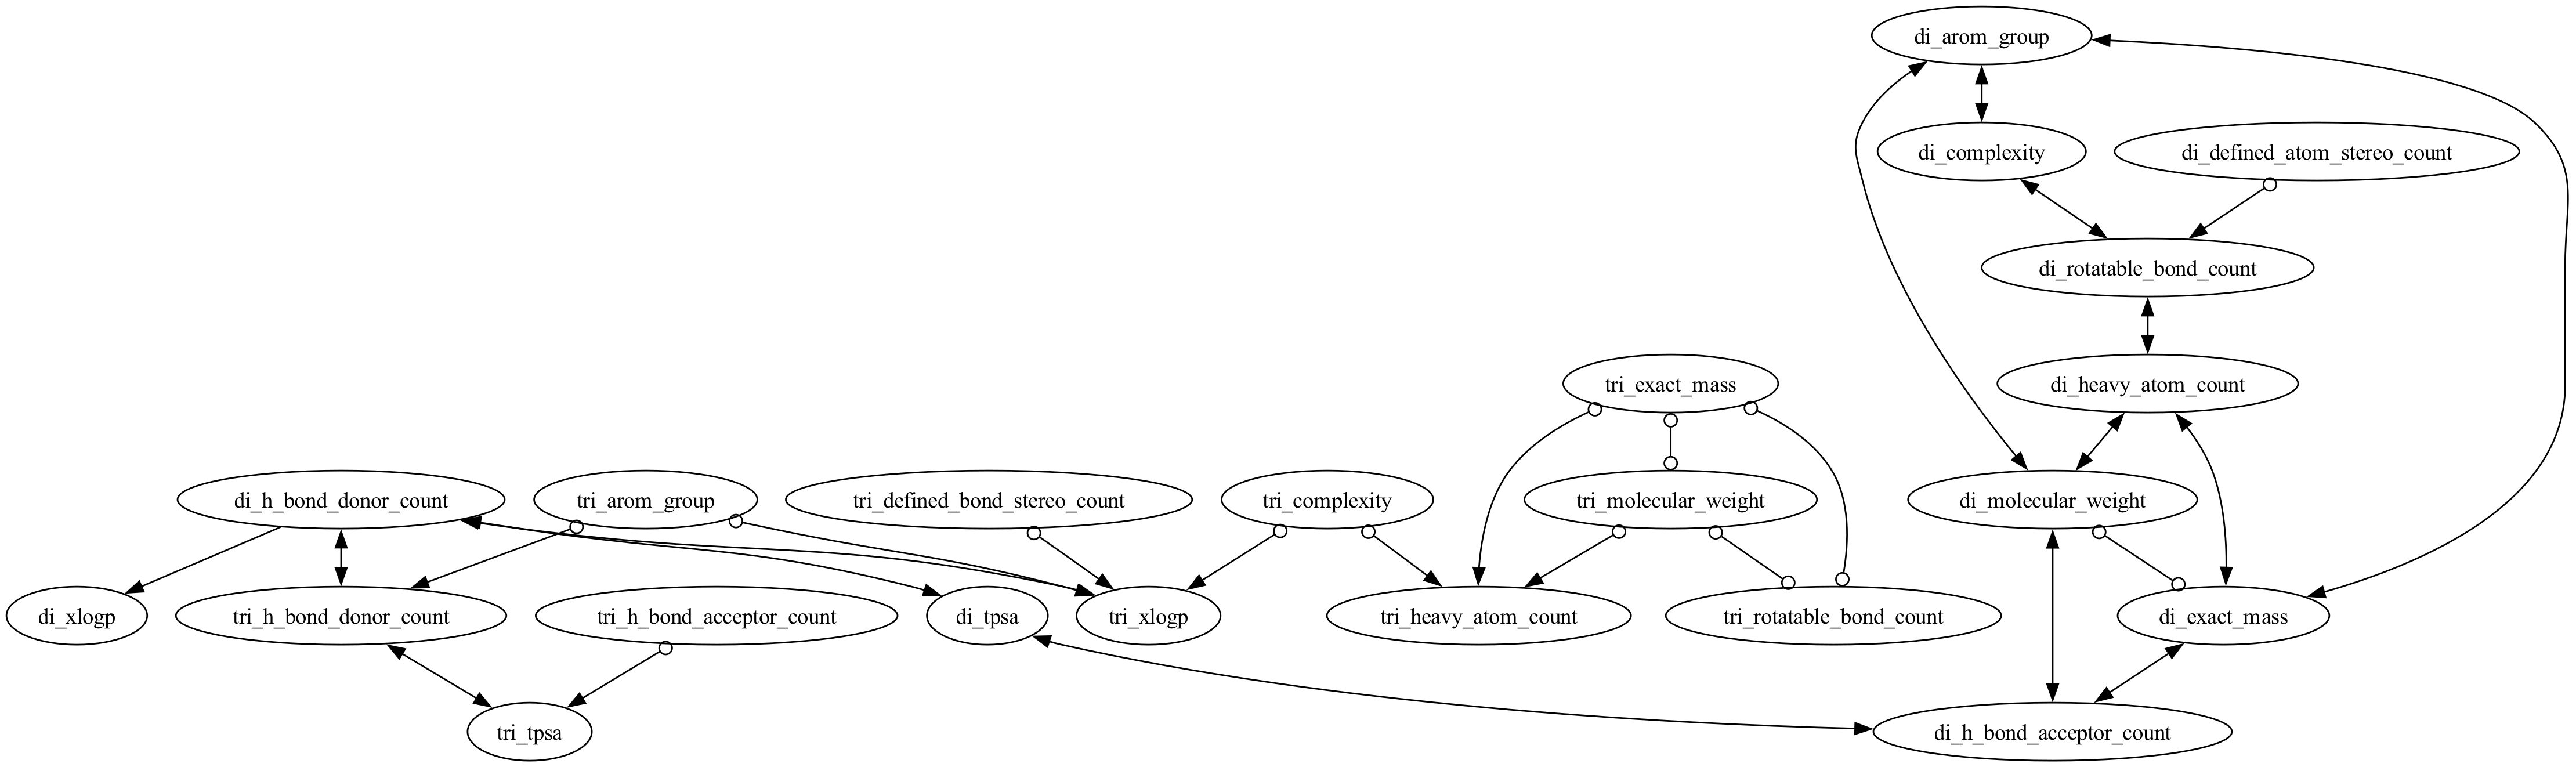 di_arom_group
di_complexity
di_defined_atom_stereo_count
di_rotatable_bond_count
tri_exact_mass
di_heavy_atom_count
di_h_bond_donor_count
tri_arom_group
tri_defined_bond_stereo_count
tri_complexity
tri_molecular_weight
di_molecular_weight
di_xlogp
tri_h_bond_donor_count
tri_h_bond_acceptor_count
di_tpsa
tri_xlogp
tri_heavy_atom_count
tri_rotatable_bond_count
di_exact_mass
tri_tpsa
di_h_bond_acceptor_count